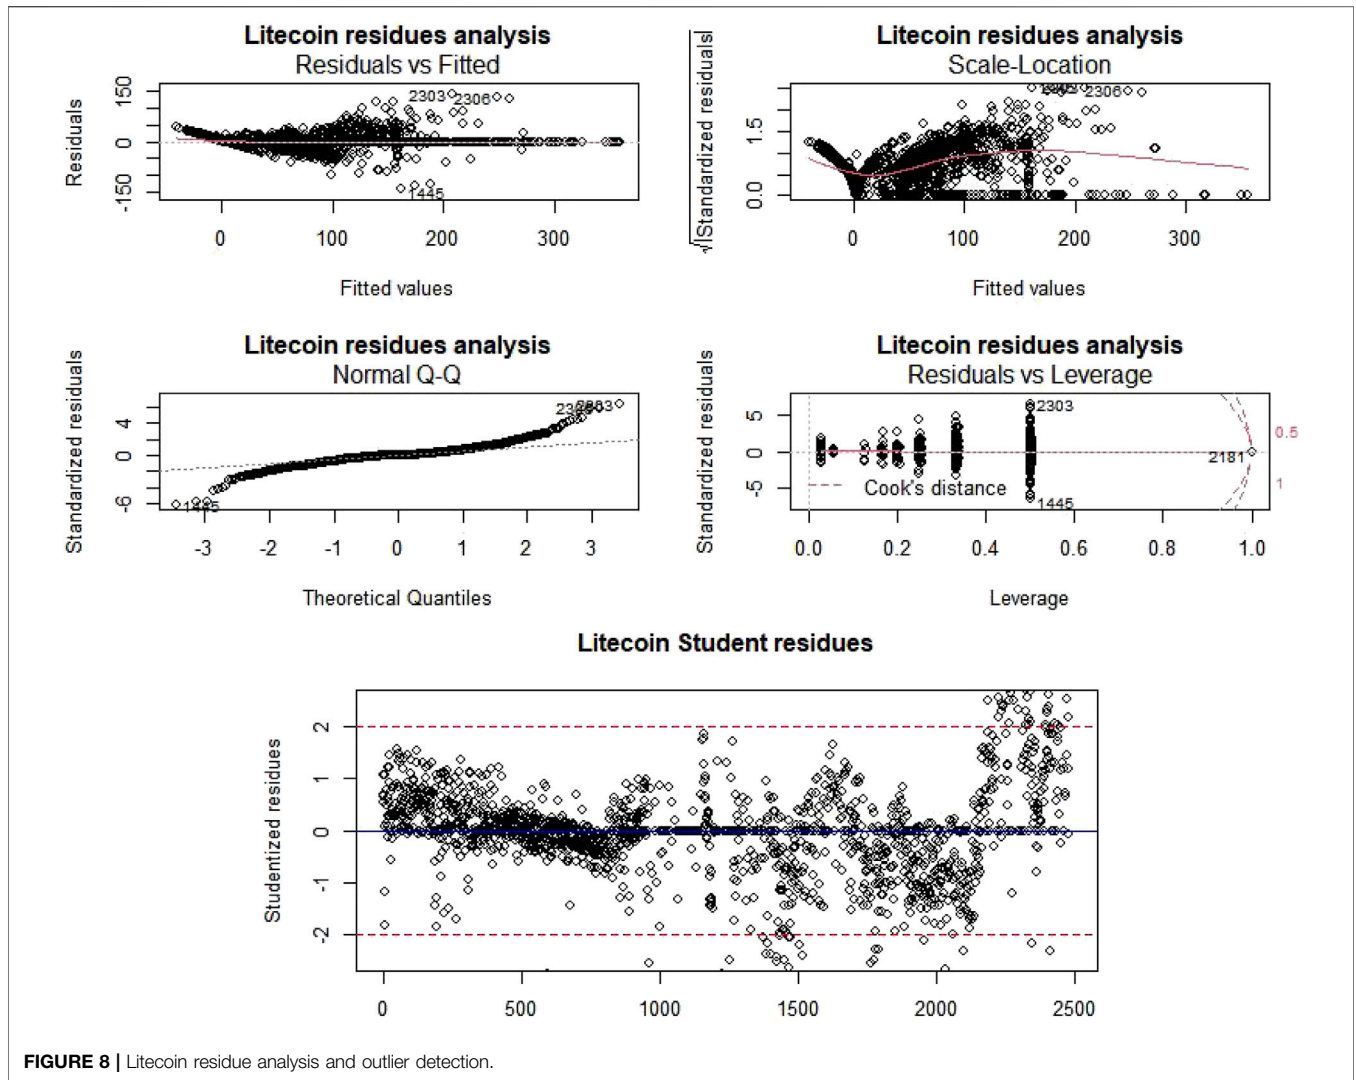 Litecoin residues analysis
Residuals vs Fitted
Residuals
150
0
-150
2303
2306
1445
0 100 200 300
Fitted values
Litecoin residues analysis
Scale-Location
√|Standardized residuals|
1.5
0.0
2306
0 100 200 300
Fitted values
Litecoin residues analysis
Normal Q-Q
Standardized residuals
4
0
-6
1445
-3 -2 -1 0 1 2 3
Theoretical Quantiles
Litecoin residues analysis
Residuals vs Leverage
Standardized residuals
5
0
-5
2303
2181
1445
0.5
1
Cook's distance
0.0 0.2 0.4 0.6 0.8 1.0
Leverage
Litecoin Student residues
Studentized residues
2
1
0
-1
-2
0 500 1000 1500 2000 2500
FIGURE 8 | Litecoin residue analysis and outlier detection.